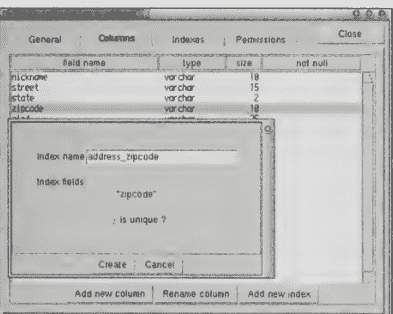 General Columns Indexes Permissions Close
field name type size not null
nickname varchar 10
street varchar 15
state varchar 2
zipcode varchar 10
Index name address_zipcode
Index fields
"zipcode"
is unique ?
Create Cancel
Add new column Rename column Add new index